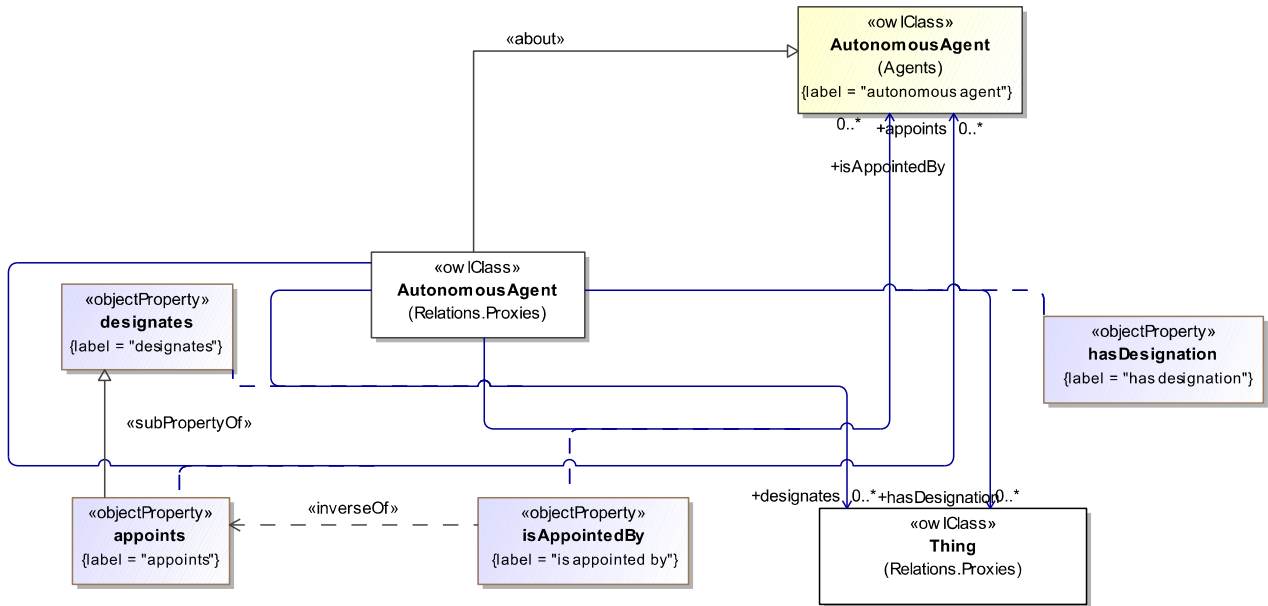 «owlClass»
AutonomousAgent
(Agents)
{label = "autonomous agent"}
«about»
0..*
+appoints
0..*
+isAppointedBy
«owlClass»
AutonomousAgent
(Relations.Proxies)
«objectProperty»
designates
{label = "designates"}
«objectProperty»
hasDesignation
{label = "has designation"}
«subPropertyOf»
+designates
0..*
+hasDesignation
0..*
«objectProperty»
appoints
{label = "appoints"}
«inverseOf»
«objectProperty»
isAppointedBy
{label = "is appointed by"}
«owlClass»
Thing
(Relations.Proxies)